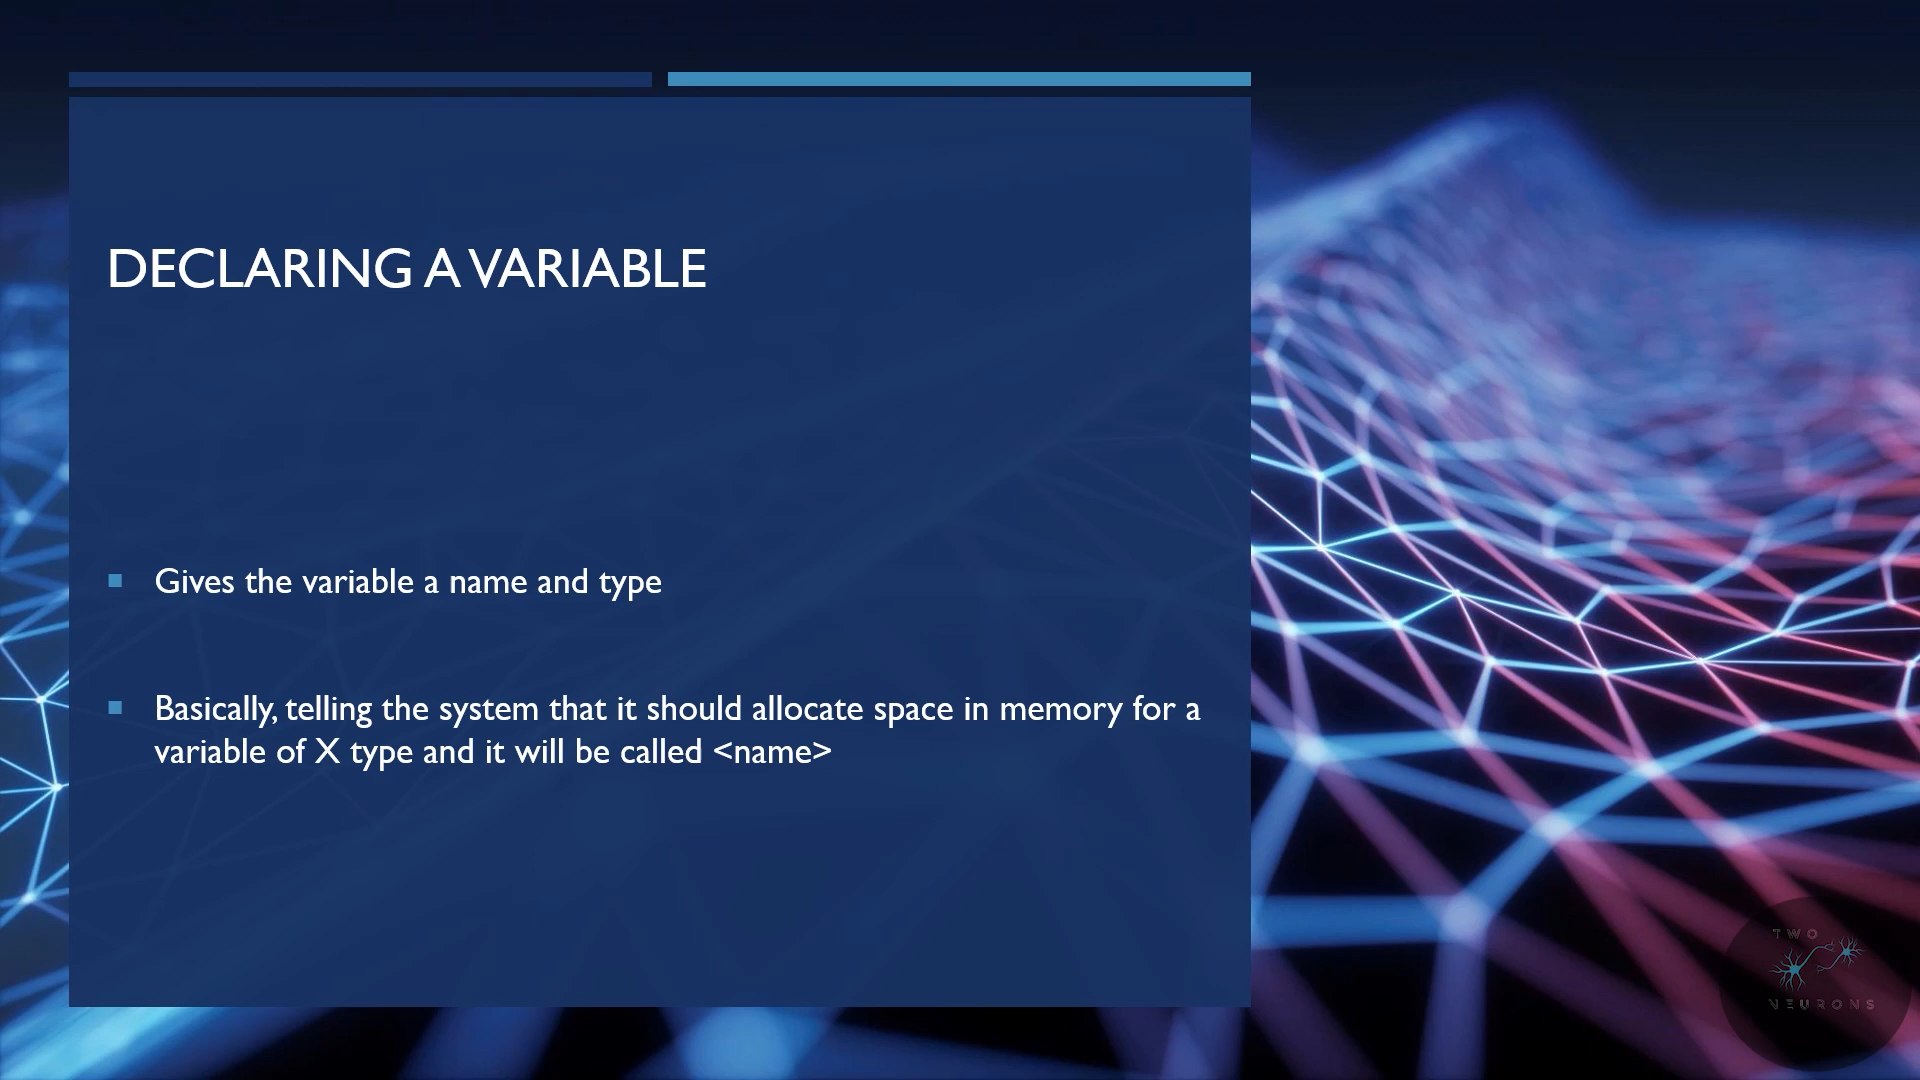 DECLARING A VARIABLE
Gives the variable a name and type
Basically, telling the system that it should allocate space in memory for a
variable of X type and it will be called <name>
TWO
NEURONS